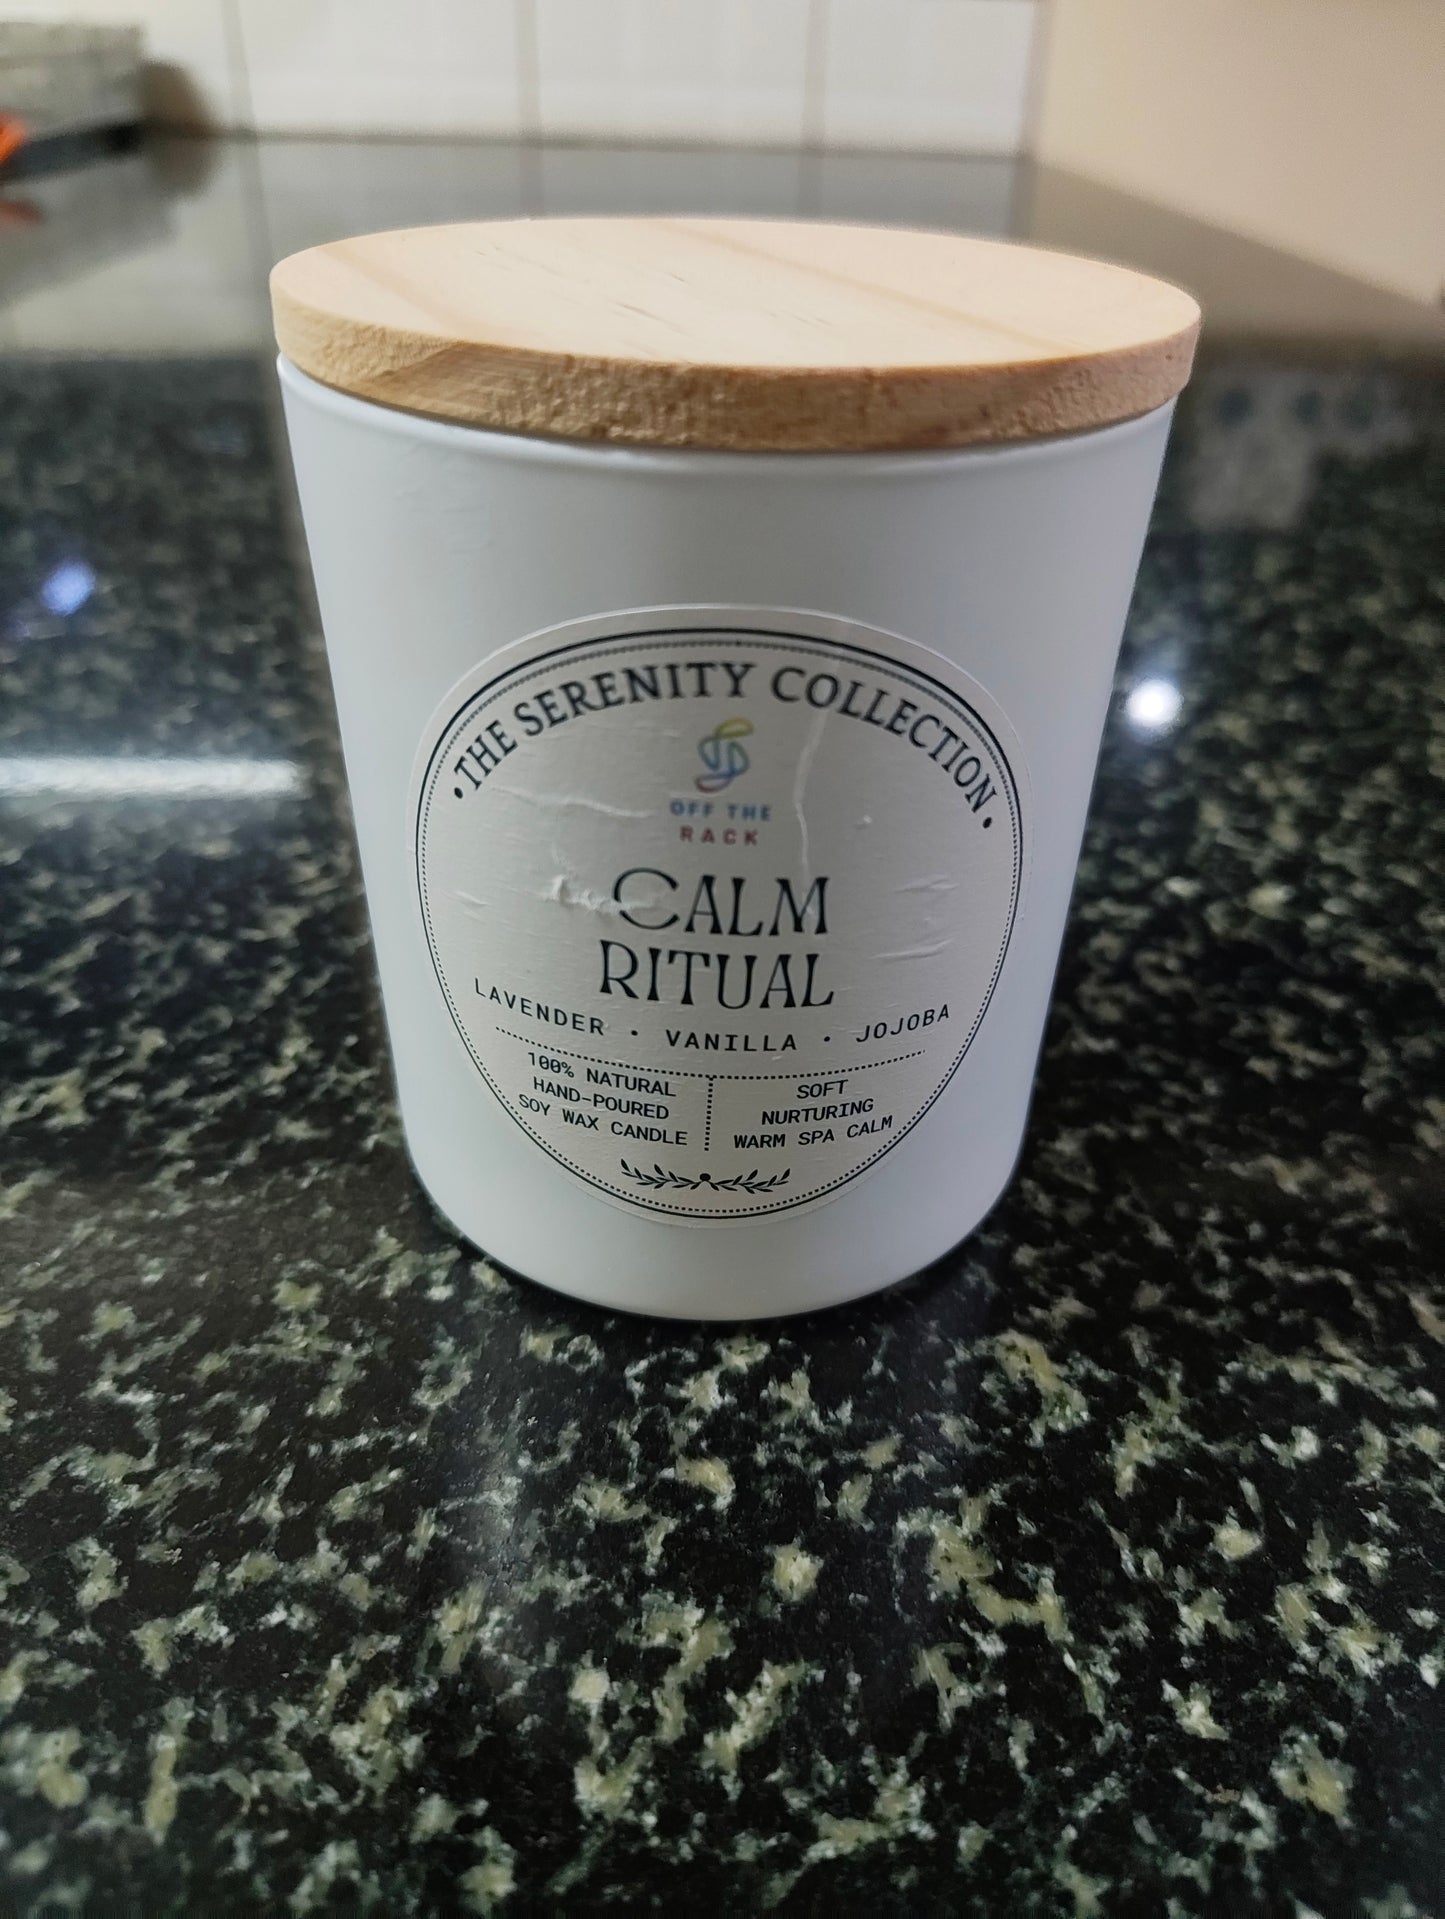 • THE SERENITY COLLECTION •
OFF THE
RACK
CALM
RITUAL
LAVENDER • VANILLA • JOJOBA
100% NATURAL
HAND-POURED
SOY WAX CANDLE
SOFT
NURTURING
WARM SPA CALM